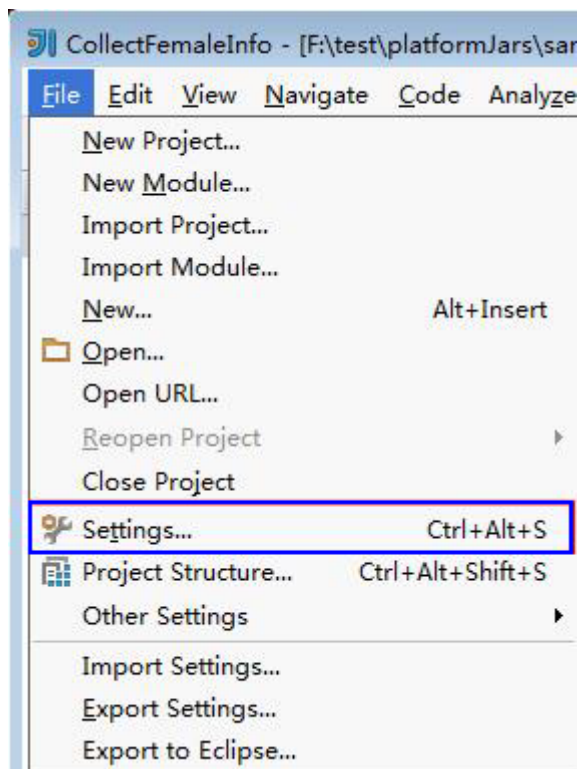 CollectFemaleInfo - [F:\test\platformJars\sar
File Edit View Navigate Code Analyze
New Project...
New Module...
Import Project...
Import Module...
New... Alt+Insert
Open...
Open URL...
Reopen Project
Close Project
Settings... Ctrl+Alt+S
Project Structure... Ctrl+Alt+Shift+S
Other Settings
Import Settings...
Export Settings...
Export to Eclipse...